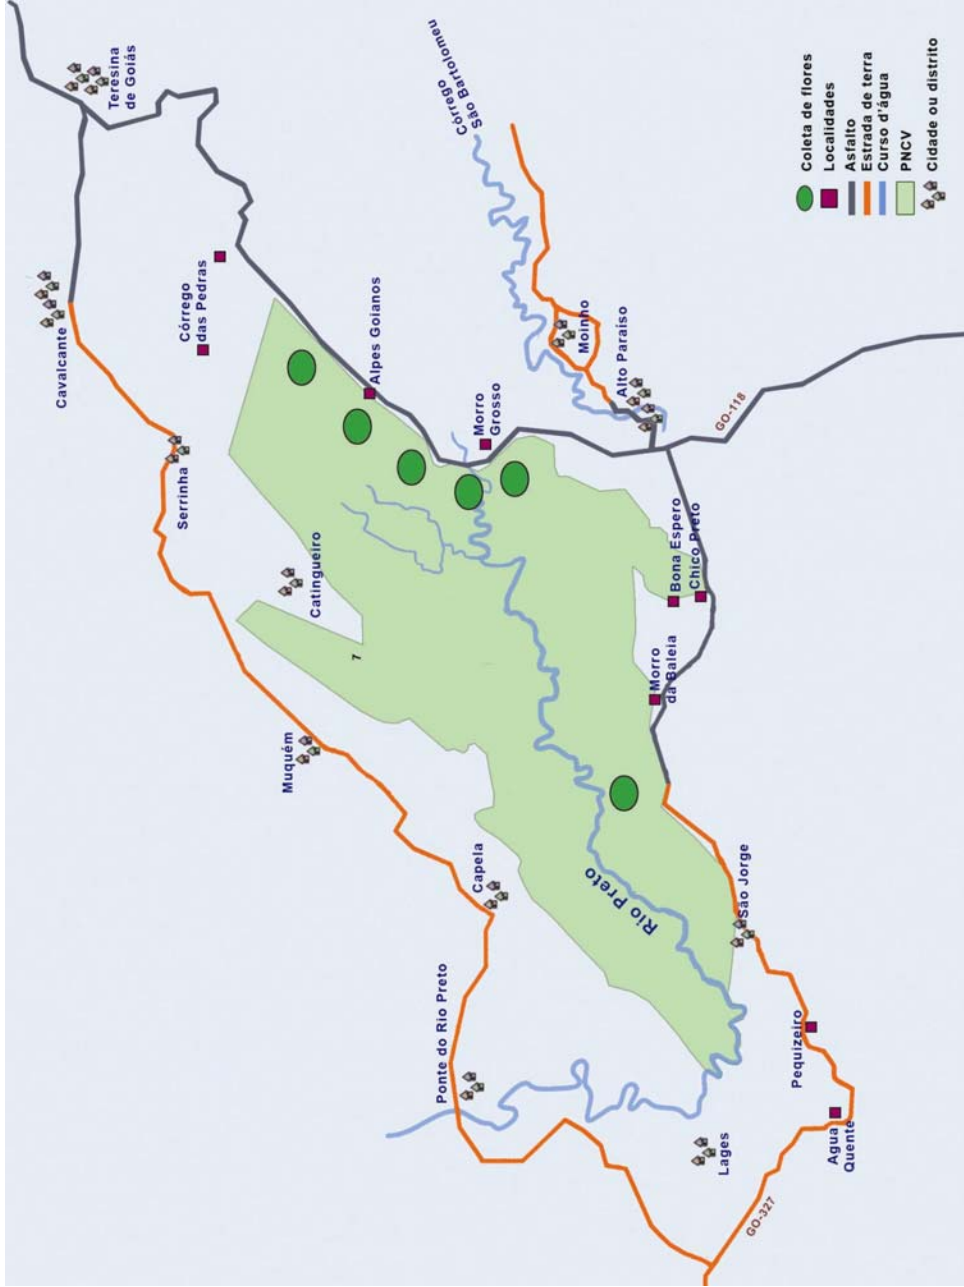 Teresina
de Goiás
Cavalcante
Córrego
das Pedras
Córrego
São Bartolomeu
Serrinha
Alpes Goianos
Moinho
Morro
Grosso
Alto Paraíso
GO-118
Catingueiro
7
Bona Espero
Chico Preto
Muquém
Morro
da Baleia
Capela
Rio Preto
São Jorge
Ponte do Rio Preto
Pequizeiro
Lages
Agua
Quente
GO-327
Coleta de flores
Localidades
Asfalto
Estrada de terra
Curso d'água
PNCV
Cidade ou distrito